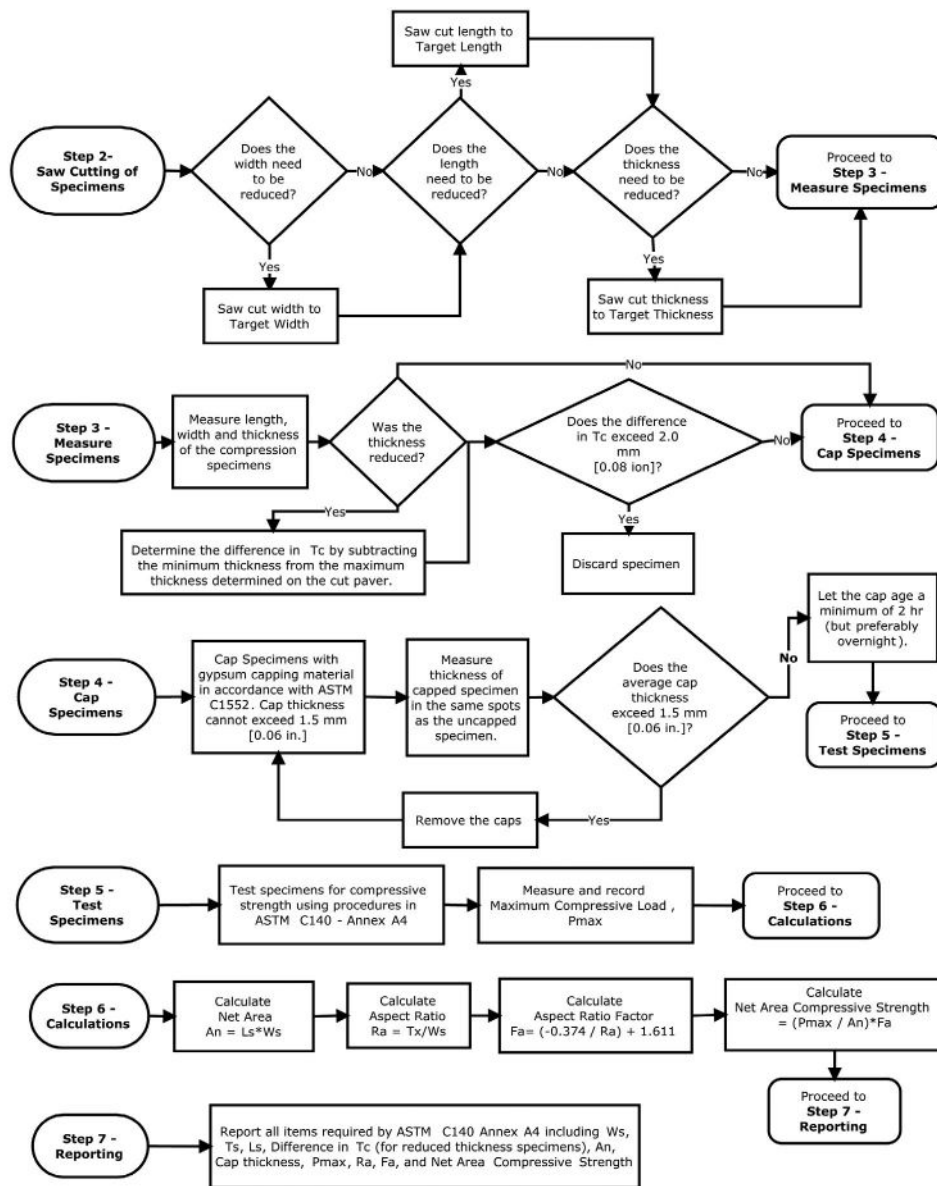 Saw cut length to
Target Length
Yes
Step 2-
Saw Cutting of
Specimens
Does the
width need
to be
reduced?
No
Does the
length
need to be
reduced?
No
Does the
thickness
need to be
reduced?
No
Proceed to
Step 3 -
Measure Specimens
Yes
Saw cut width to
Target Width
Yes
Saw cut thickness
to Target Thickness
No
Step 3 -
Measure
Specimens
Measure length,
width and thickness
of the compression
specimens
Was the
thickness
reduced?
Does the difference
in Tc exceed 2.0
mm
[0.08 ion]?
No
Proceed to
Step 4 -
Cap Specimens
Yes
Determine the difference in Tc by subtracting
the minimum thickness from the maximum
thickness determined on the cut paver.
Yes
Discard specimen
Step 4 -
Cap
Specimens
Cap Specimens with
gypsum capping material
in accordance with ASTM
C1552. Cap thickness
cannot exceed 1.5 mm
[0.06 in.]
Measure
thickness of
capped specimen
in the same spots
as the uncapped
specimen.
Does the
average cap
thickness
exceed 1.5 mm
[0.06 in.]?
No
Let the cap age a
minimum of 2 hr
(but preferably
overnight).
Proceed to
Step 5 -
Test Specimens
Yes
Remove the caps
Step 5 -
Test
Specimens
Test specimens for compressive
strength using procedures in
ASTM C140 - Annex A4
Measure and record
Maximum Compressive Load ,
Pmax
Proceed to
Step 6 -
Calculations
Step 6 -
Calculations
Calculate
Net Area
An = Ls*Ws
Calculate
Aspect Ratio
Ra = Tx/Ws
Calculate
Aspect Ratio Factor
Fa= (-0.374 / Ra) + 1.611
Calculate
Net Area Compressive Strength
= (Pmax / An)*Fa
Proceed to
Step 7 -
Reporting
Step 7 -
Reporting
Report all items required by ASTM C140 Annex A4 including Ws,
Ts, Ls, Difference in Tc (for reduced thickness specimens), An,
Cap thickness, Pmax, Ra, Fa, and Net Area Compressive Strength